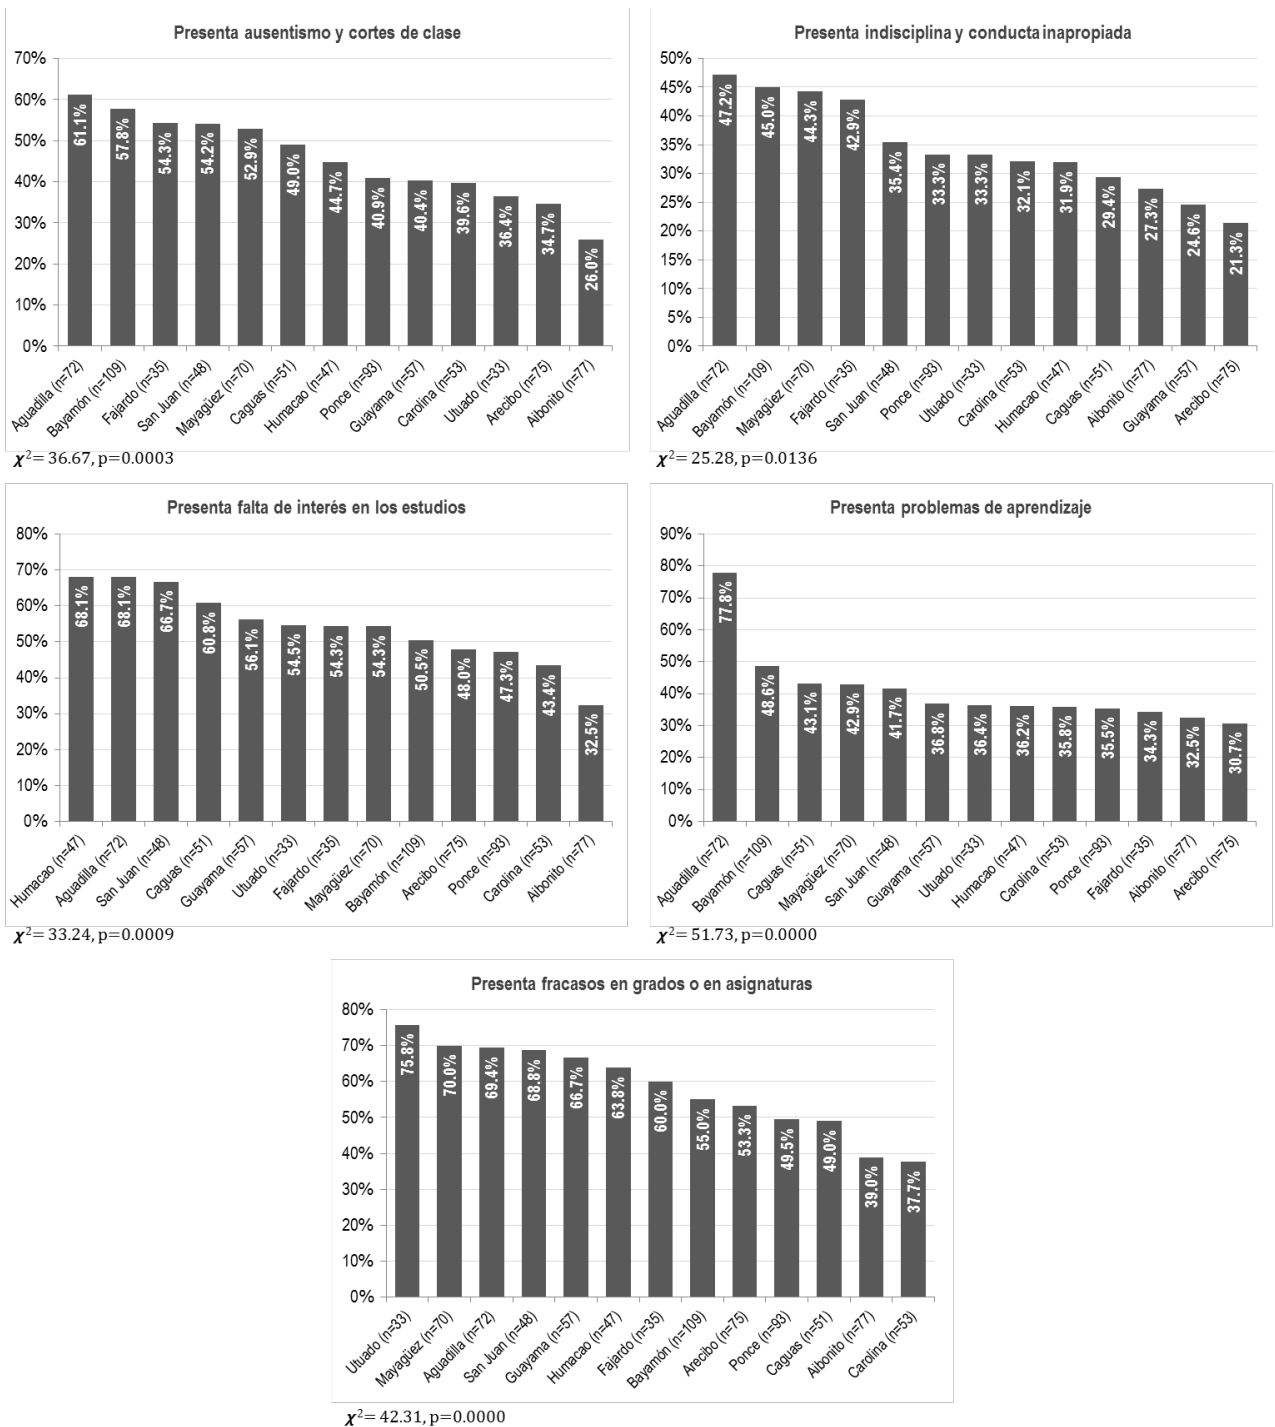 Presenta ausentismo y cortes de clase
70%
60%
50%
40%
30%
20%
10%
0%
61.1%
57.8%
54.3%
54.2%
52.9%
49.0%
44.7%
40.9%
40.4%
39.6%
36.4%
34.7%
26.0%
Aguadilla (n=72)
Bayamón (n=109)
Fajardo (n=35)
San Juan (n=48)
Mayagüez (n=70)
Caguas (n=51)
Humacao (n=47)
Ponce (n=93)
Guayama (n=57)
Carolina (n=53)
Utuado (n=33)
Arecibo (n=75)
Aibonito (n=77)
χ²= 36.67, p=0.0003
Presenta indisciplina y conducta inapropiada
50%
45%
40%
35%
30%
25%
20%
15%
10%
5%
0%
47.2%
45.0%
44.3%
42.9%
35.4%
33.3%
33.3%
32.1%
31.9%
29.4%
27.3%
24.6%
21.3%
Aguadilla (n=72)
Bayamón (n=109)
Mayagüez (n=70)
Fajardo (n=35)
San Juan (n=48)
Ponce (n=93)
Utuado (n=33)
Carolina (n=53)
Humacao (n=47)
Caguas (n=51)
Aibonito (n=77)
Guayama (n=57)
Arecibo (n=75)
χ²= 25.28, p=0.0136
Presenta falta de interés en los estudios
80%
70%
60%
50%
40%
30%
20%
10%
0%
68.1%
68.1%
66.7%
60.8%
56.1%
54.5%
54.3%
54.3%
50.5%
48.0%
47.3%
43.4%
32.5%
Humacao (n=47)
Aguadilla (n=72)
San Juan (n=48)
Caguas (n=51)
Guayama (n=57)
Utuado (n=33)
Fajardo (n=35)
Mayagüez (n=70)
Bayamón (n=109)
Arecibo (n=75)
Ponce (n=93)
Carolina (n=53)
Aibonito (n=77)
χ²= 33.24, p=0.0009
Presenta problemas de aprendizaje
90%
80%
70%
60%
50%
40%
30%
20%
10%
0%
77.8%
48.6%
43.1%
42.9%
41.7%
36.8%
36.4%
36.2%
35.8%
35.5%
34.3%
32.5%
30.7%
Aguadilla (n=72)
Bayamón (n=109)
Caguas (n=51)
Mayagüez (n=70)
San Juan (n=48)
Guayama (n=57)
Utuado (n=33)
Humacao (n=47)
Carolina (n=53)
Ponce (n=93)
Fajardo (n=35)
Aibonito (n=77)
Arecibo (n=75)
χ²= 51.73, p=0.0000
Presenta fracasos en grados o en asignaturas
80%
70%
60%
50%
40%
30%
20%
10%
0%
75.8%
70.0%
69.4%
68.8%
66.7%
63.8%
60.0%
55.0%
53.3%
49.5%
49.0%
39.0%
37.7%
Utuado (n=33)
Mayagüez (n=70)
Aguadilla (n=72)
San Juan (n=48)
Guayama (n=57)
Humacao (n=47)
Fajardo (n=35)
Bayamón (n=109)
Arecibo (n=75)
Ponce (n=93)
Caguas (n=51)
Aibonito (n=77)
Carolina (n=53)
χ²= 42.31, p=0.0000